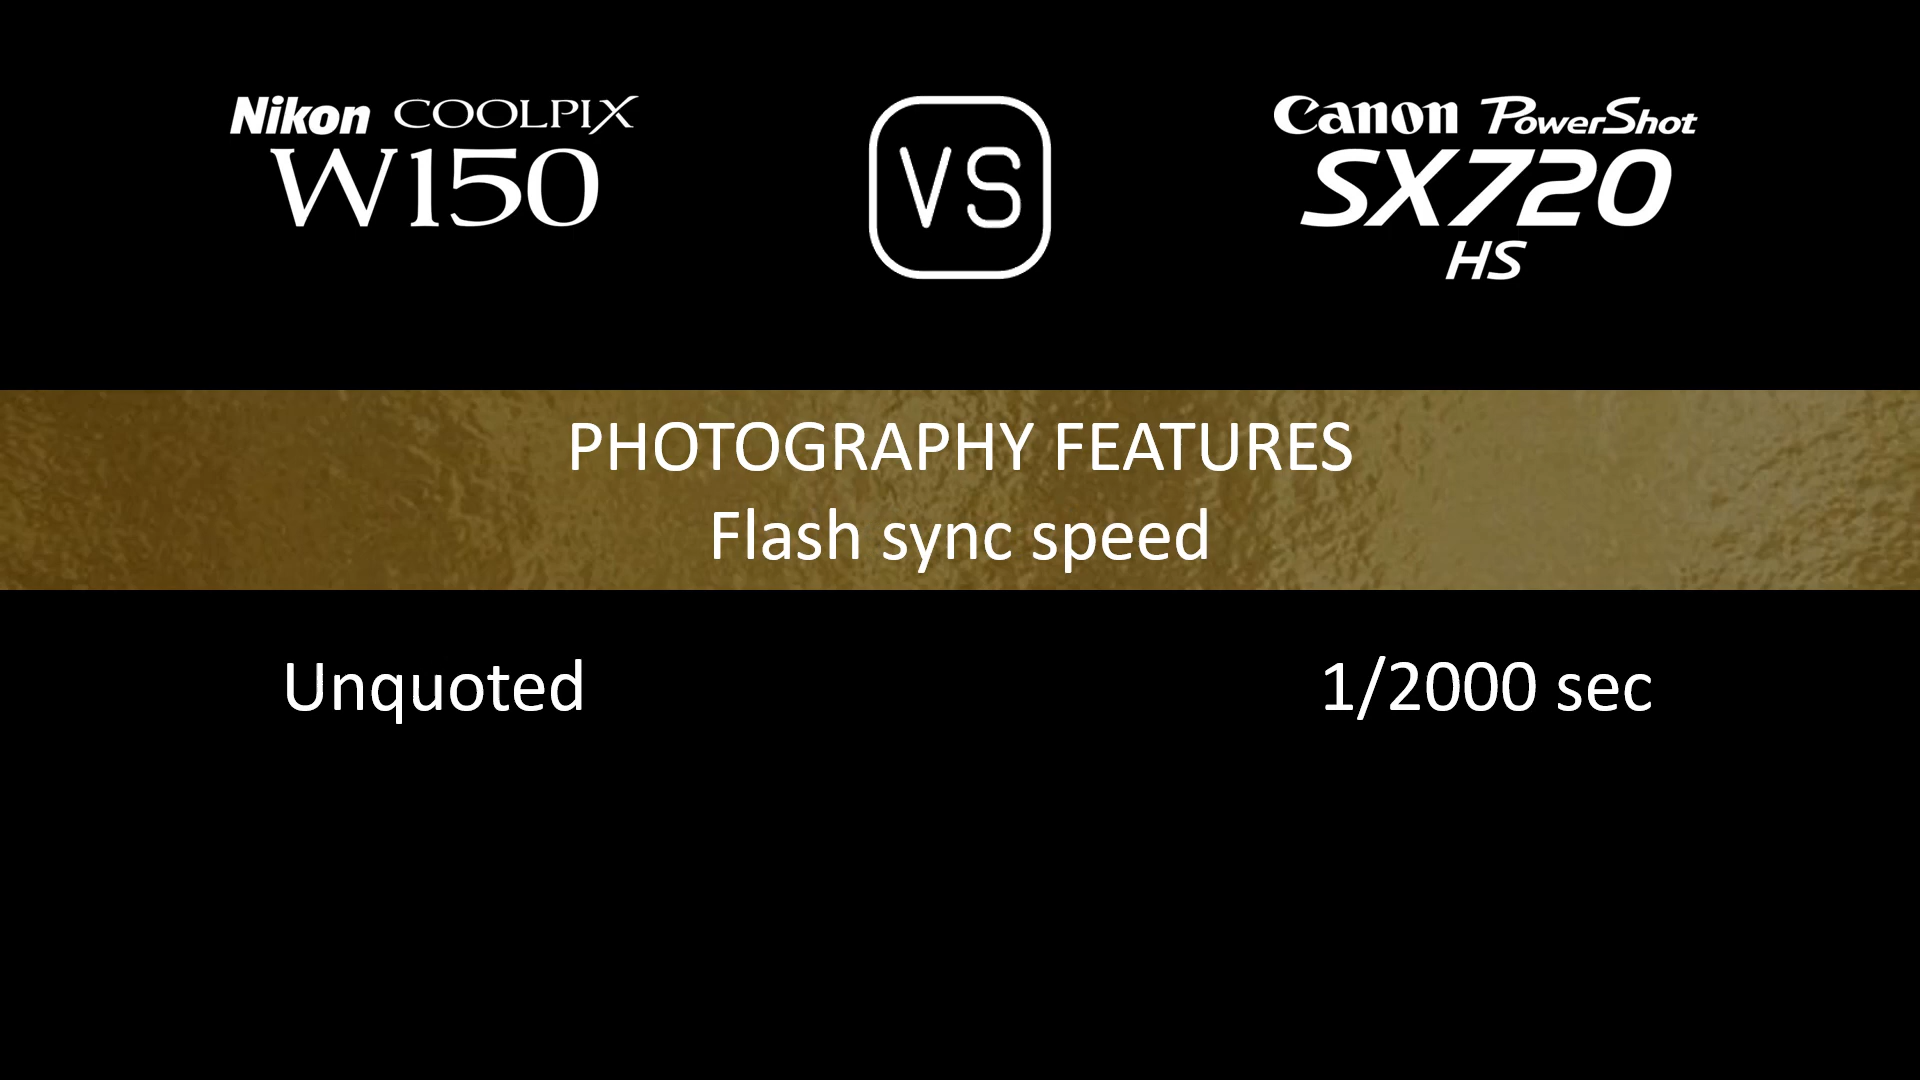 Nikon COOLPIX
W150
VS
Canon PowerShot
SX720
HS
PHOTOGRAPHY FEATURES
Flash sync speed
Unquoted
1/2000 sec